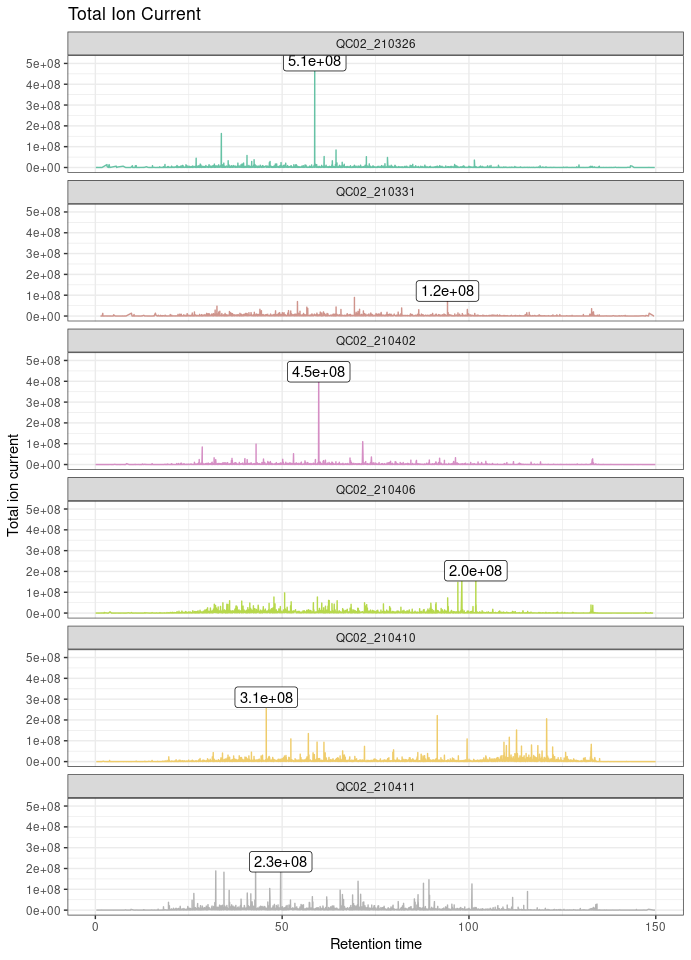 Total Ion Current
QC02_210326
5.1e+08
5e+08
4e+08
3e+08
2e+08
1e+08
0e+00
QC02_210331
5e+08
4e+08
3e+08
2e+08
1.2e+08
1e+08
0e+00
QC02_210402
5e+08
4.5e+08
4e+08
3e+08
2e+08
1e+08
0e+00
Total ion current
QC02_210406
5e+08
4e+08
3e+08
2.0e+08
2e+08
1e+08
0e+00
QC02_210410
5e+08
4e+08
3.1e+08
3e+08
2e+08
1e+08
0e+00
QC02_210411
5e+08
4e+08
3e+08
2.3e+08
2e+08
1e+08
0e+00
0 50 100 150
Retention time